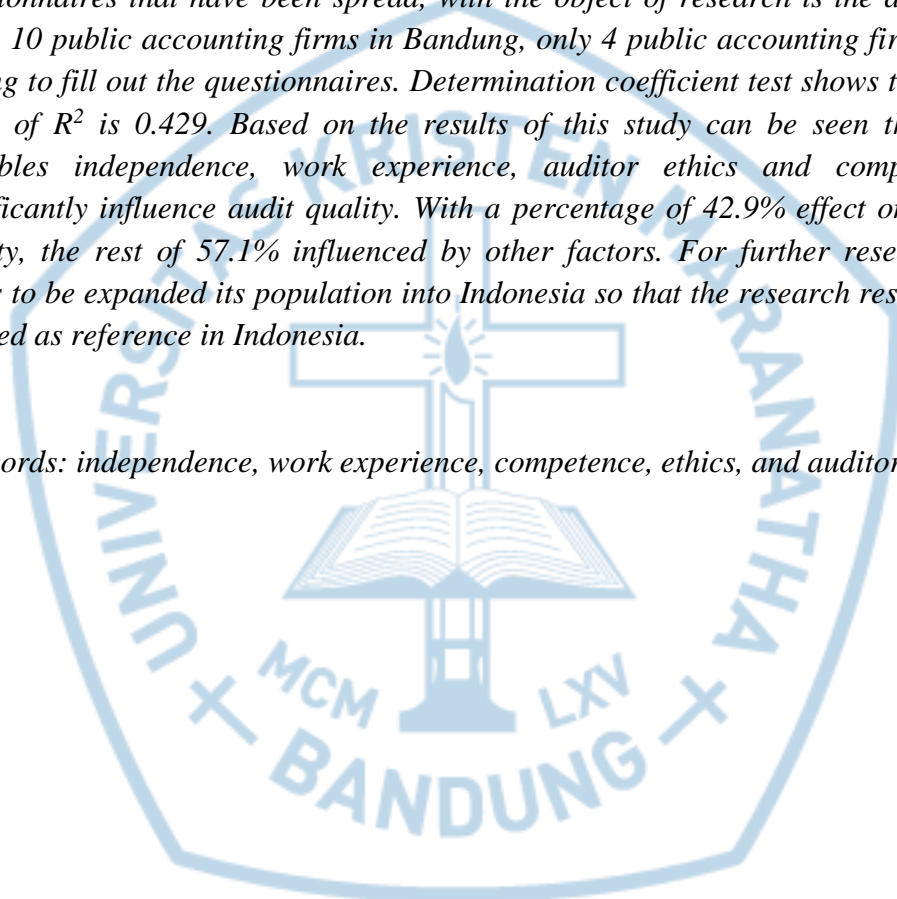 onnaires that have been spread, with the object of research is the a
10 public accounting firms in Bandung, only 4 public accounting fir
g to fill out the questionnaires. Determination coefficient test shows t
of R² is 0.429. Based on the results of this study can be seen th
bles independence, work experience, auditor ethics and comp
ficantly influence audit quality. With a percentage of 42.9% effect on
ty, the rest of 57.1% influenced by other factors. For further rese
to be expanded its population into Indonesia so that the research res
ed as reference in Indonesia.
ords: independence, work experience, competence, ethics, and auditor
UNIVERSITAS KRISTEN MARANATHA
MCM LXV
BANDUNG